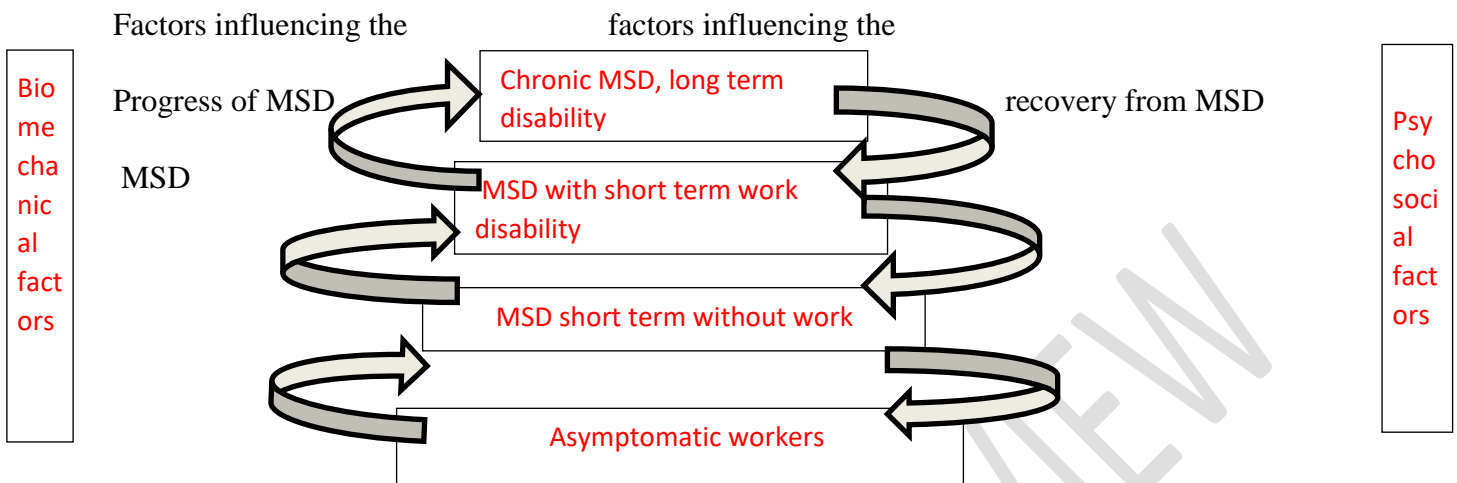 Factors influencing the factors influencing the
Bio
me
cha
nic
al
fact
ors
Progress of MSD
MSD
Chronic MSD, long term
disability
MSD with short term work
disability
MSD short term without work
Asymptomatic workers
recovery from MSD
Psy
cho
soci
al
fact
ors